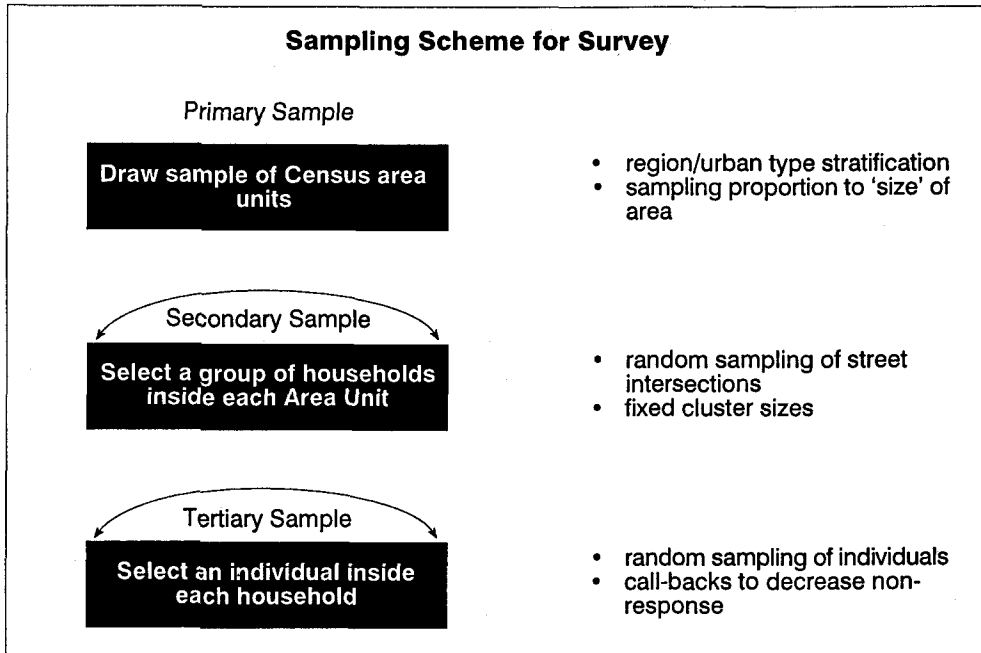 Sampling Scheme for Survey
Primary Sample
Draw sample of Census area
units
• region/urban type stratification
• sampling proportion to 'size' of
area
Secondary Sample
Select a group of households
inside each Area Unit
• random sampling of street
intersections
• fixed cluster sizes
Tertiary Sample
Select an individual inside
each household
• random sampling of individuals
• call-backs to decrease non-
response